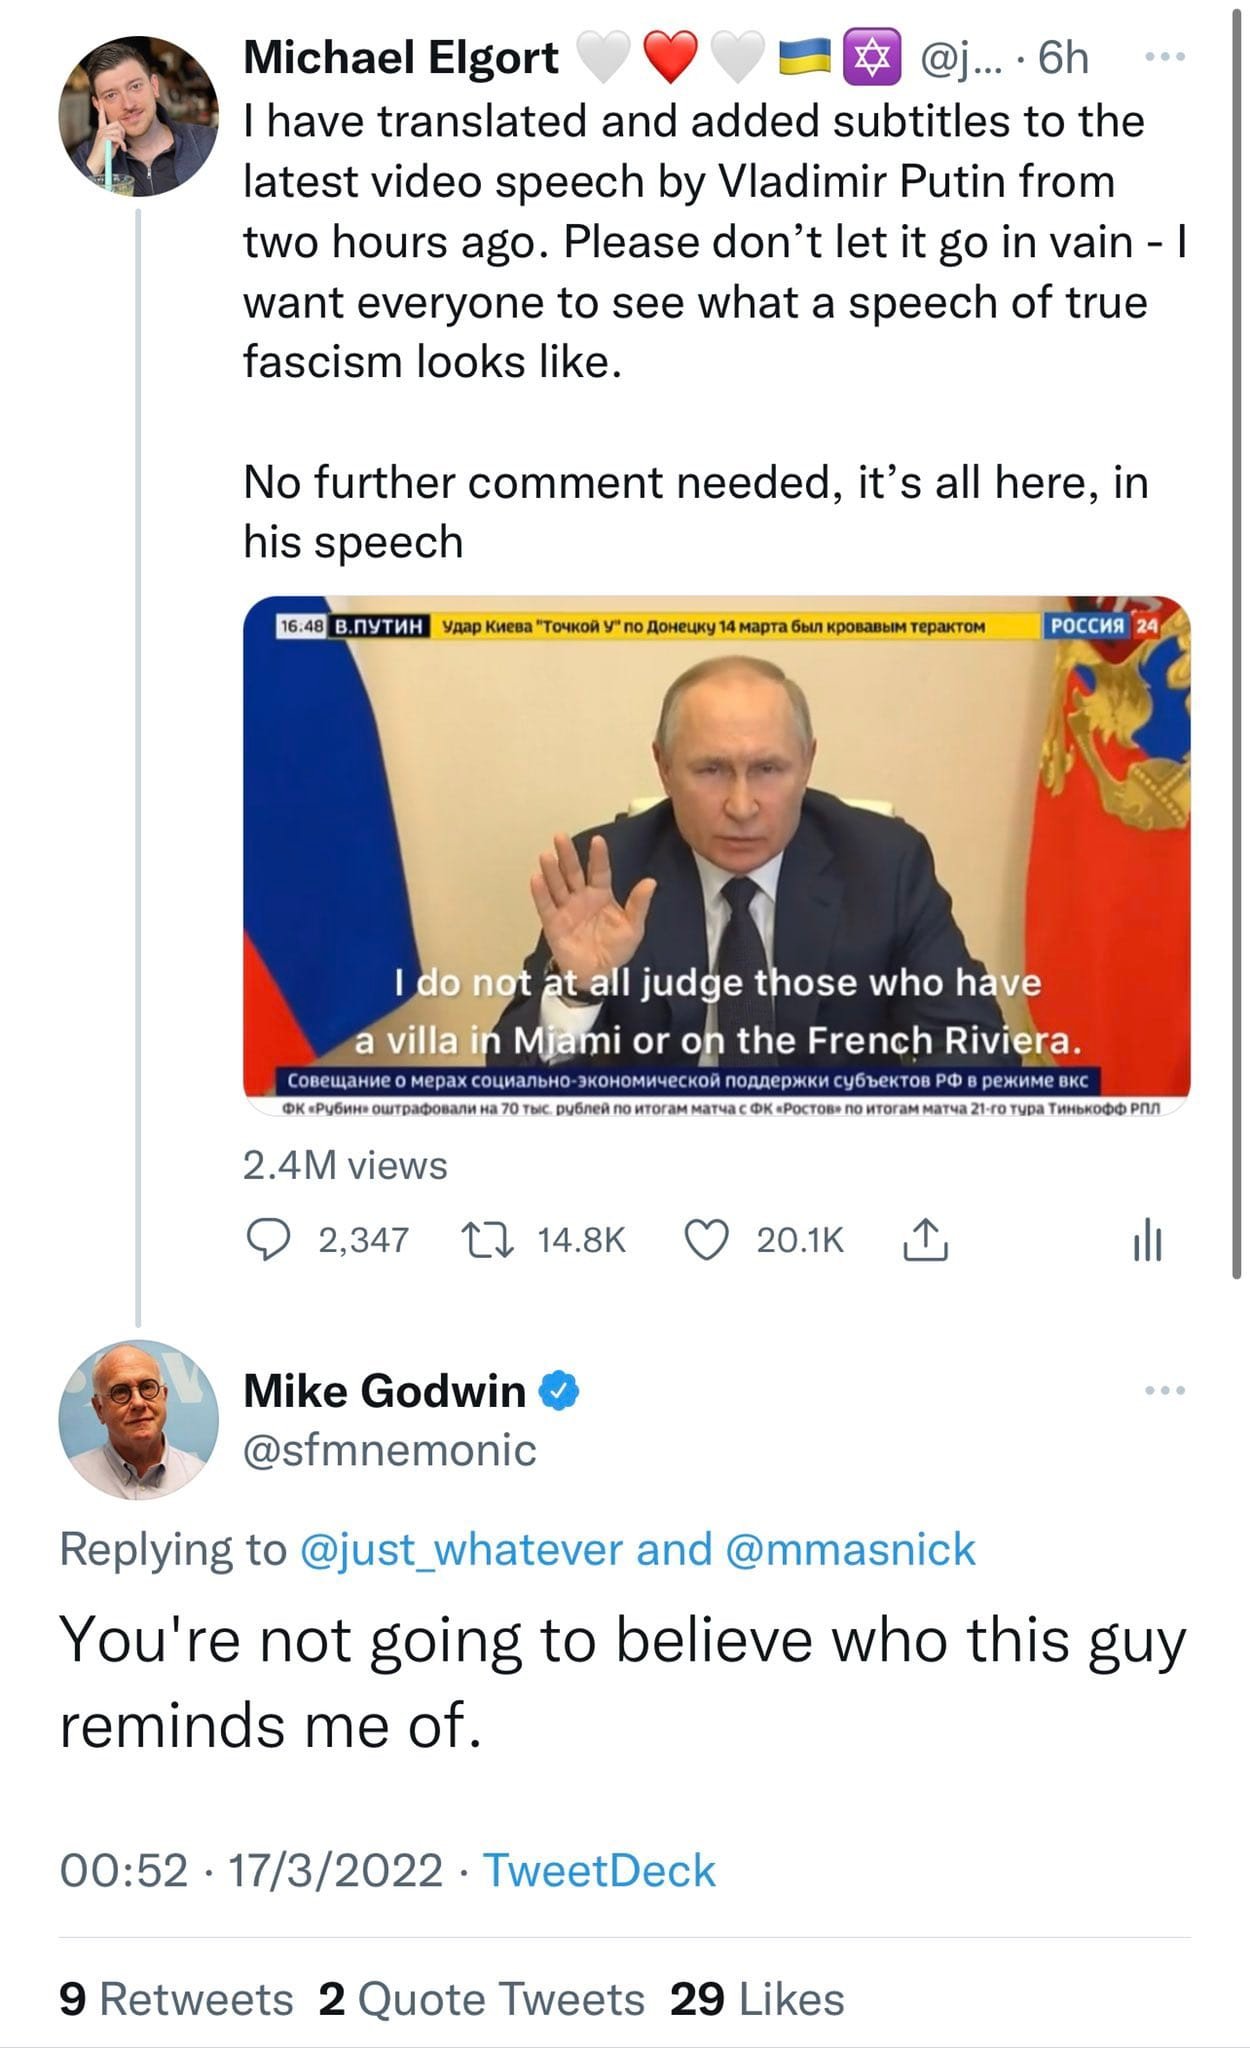 Michael Elgort 🤍❤️🤍🇺🇦✡️ @j... · 6h
I have translated and added subtitles to the
latest video speech by Vladimir Putin from
two hours ago. Please don’t let it go in vain - I
want everyone to see what a speech of true
fascism looks like.
No further comment needed, it’s all here, in
his speech
16:48 В.ПУТИН Удар Киева "Точкой У" по Донецку 14 марта был кровавым терактом РОССИЯ 24
I do not at all judge those who have
a villa in Miami or on the French Riviera.
Совещание о мерах социально-экономической поддержки субъектов РФ в режиме ВКС
ФК «Рубин» оштрафовали на 70 тыс. рублей по итогам матча с ФК «Ростов» по итогам матча 21-го тура Тинькофф РПЛ
2.4M views
2,347 14.8K 20.1K
Mike Godwin
@sfmnemonic
Replying to @just_whatever and @mmasnick
You're not going to believe who this guy
reminds me of.
00:52 · 17/3/2022 · TweetDeck
9 Retweets 2 Quote Tweets 29 Likes